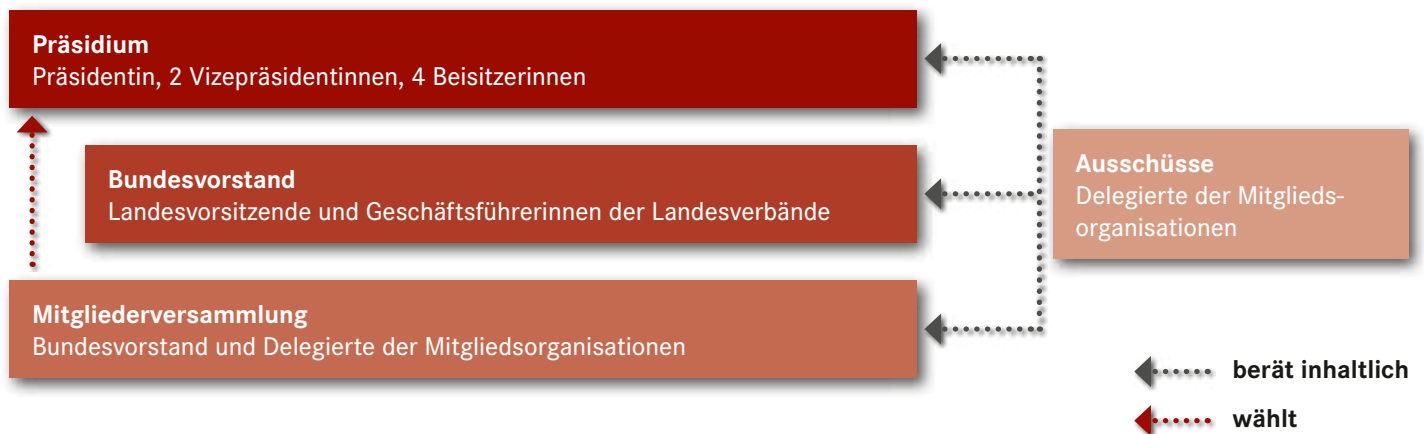 Präsidium
Präsidentin, 2 Vizepräsidentinnen, 4 Beisitzerinnen
Bundesvorstand
Landesvorsitzende und Geschäftsführerinnen der Landesverbände
Mitgliederversammlung
Bundesvorstand und Delegierte der Mitgliedsorganisationen
Ausschüsse
Delegierte der Mitglieds-
organisationen
berät inhaltlich
wählt